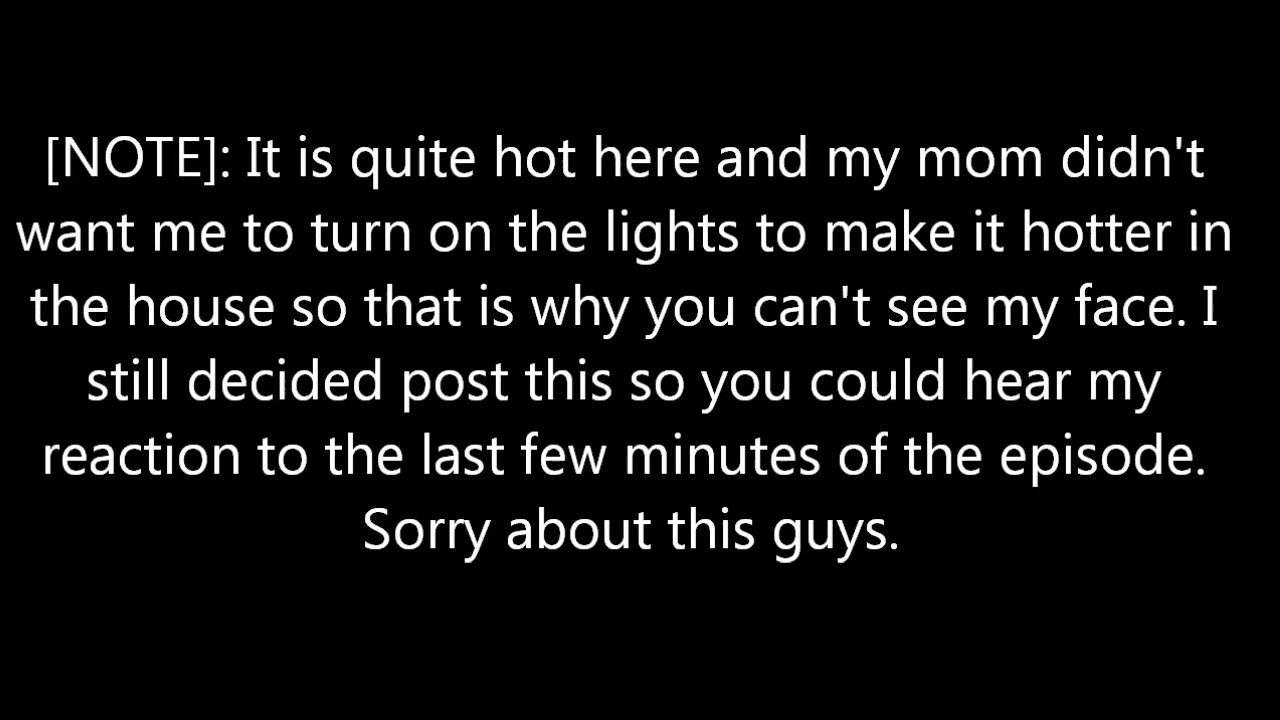 [NOTE]: It is quite hot here and my mom didn't
want me to turn on the lights to make it hotter in
the house so that is why you can't see my face. I
still decided post this so you could hear my
reaction to the last few minutes of the episode.
Sorry about this guys.